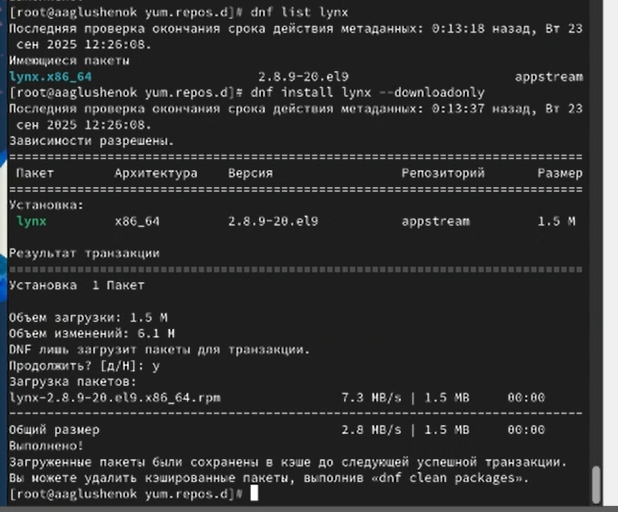 [root@aaglushenok yum.repos.d]# dnf list lynx
Последняя проверка окончания срока действия метаданных: 0:13:18 назад, Вт 23
сен 2025 12:26:08.
Имеющиеся пакеты
lynx.x86_64 2.8.9-20.el9 appstream
[root@aaglushenok yum.repos.d]# dnf install lynx --downloadonly
Последняя проверка окончания срока действия метаданных: 0:13:37 назад, Вт 23
сен 2025 12:26:08.
Зависимости разрешены.
================================================================================
Пакет Архитектура Версия Репозиторий Размер
================================================================================
Установка:
lynx x86_64 2.8.9-20.el9 appstream 1.5 M
Результат транзакции
================================================================================
Установка 1 Пакет
Объем загрузки: 1.5 M
Объем изменений: 6.1 M
DNF лишь загрузит пакеты для транзакции.
Продолжить? [д/Н]: y
Загрузка пакетов:
lynx-2.8.9-20.el9.x86_64.rpm 7.3 MB/s | 1.5 MB 00:00
--------------------------------------------------------------------------------
Общий размер 2.8 MB/s | 1.5 MB 00:00
Выполнено!
Загруженные пакеты были сохранены в кэше до следующей успешной транзакции.
Вы можете удалить кэшированные пакеты, выполнив «dnf clean packages».
[root@aaglushenok yum.repos.d]#